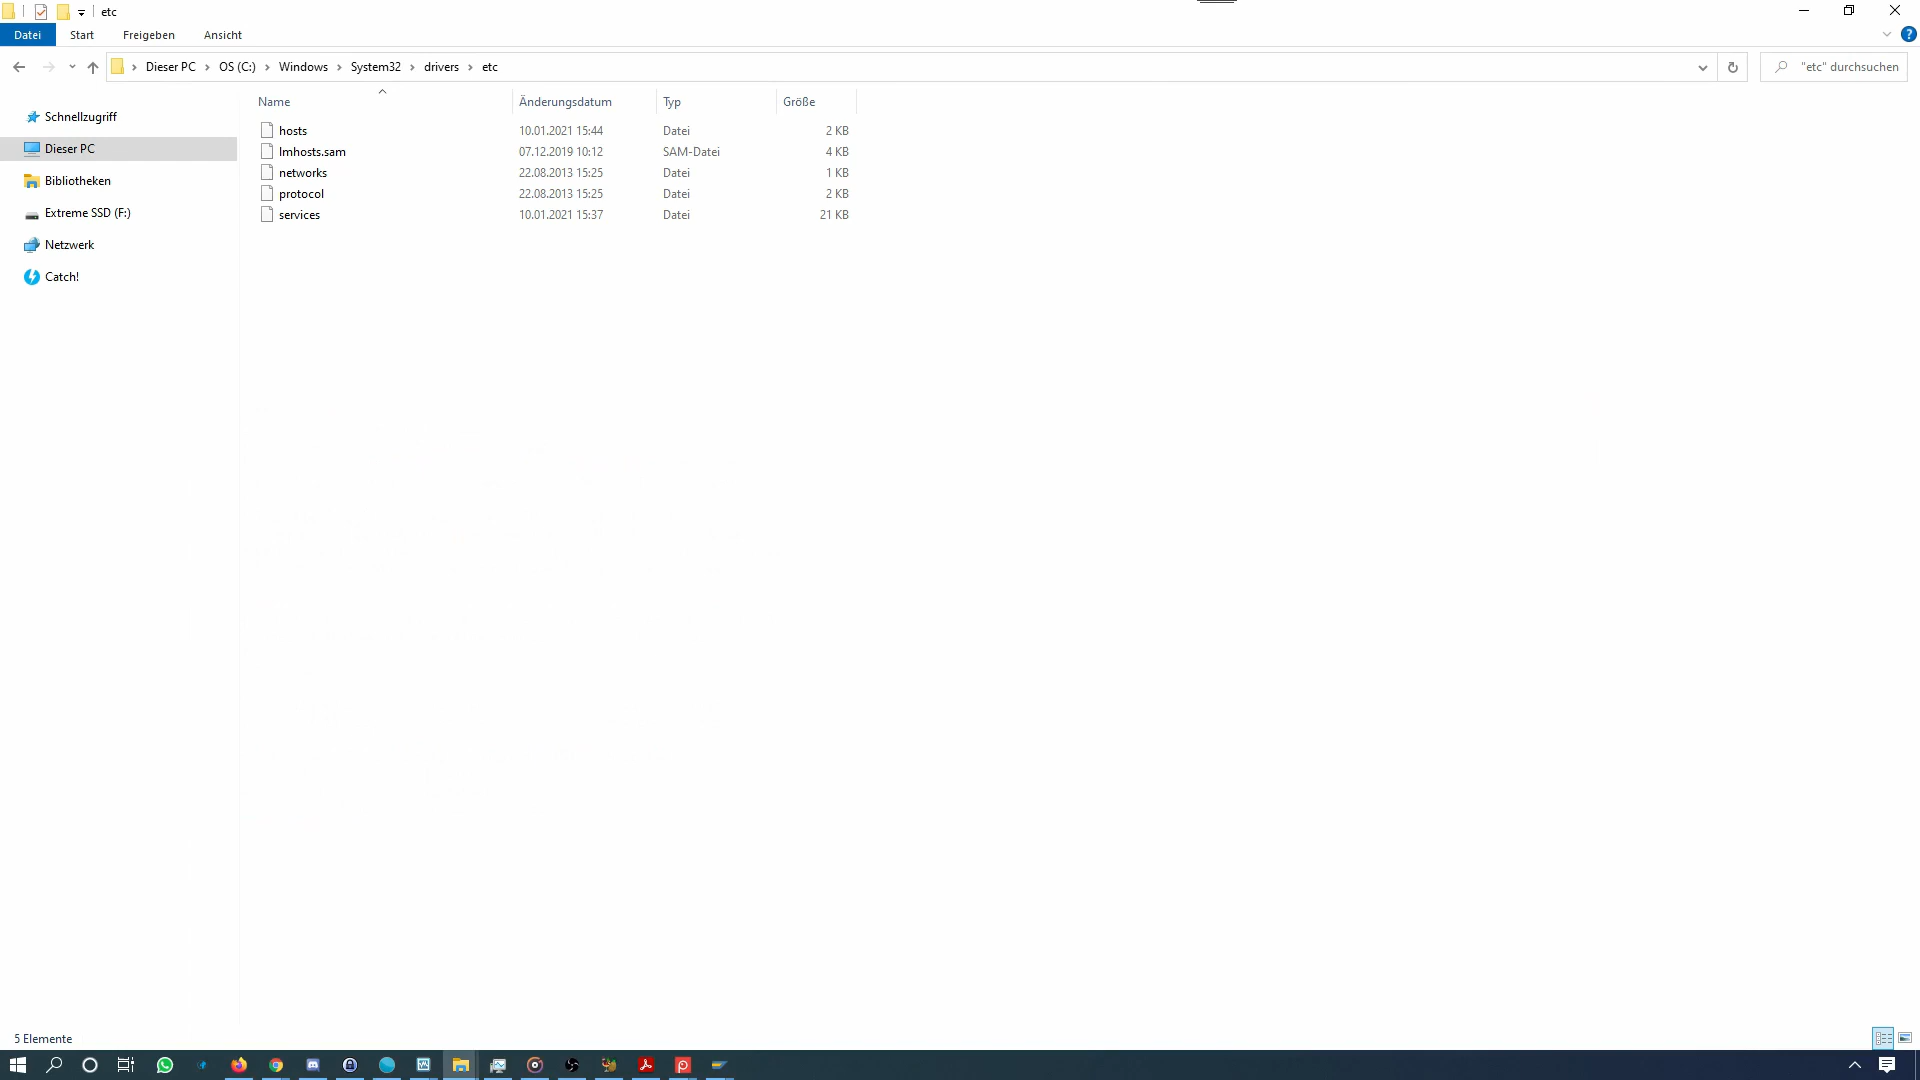 etc
Datei Start Freigeben Ansicht
Dieser PC OS (C:) Windows System32 drivers etc "etc" durchsuchen
Name Änderungsdatum Typ Größe
Schnellzugriff
Dieser PC
Bibliotheken
Extreme SSD (F:)
Netzwerk
Catch!
hosts 10.01.2021 15:44 Datei 2 KB
lmhosts.sam 07.12.2019 10:12 SAM-Datei 4 KB
networks 22.08.2013 15:25 Datei 1 KB
protocol 22.08.2013 15:25 Datei 2 KB
services 10.01.2021 15:37 Datei 21 KB
5 Elemente